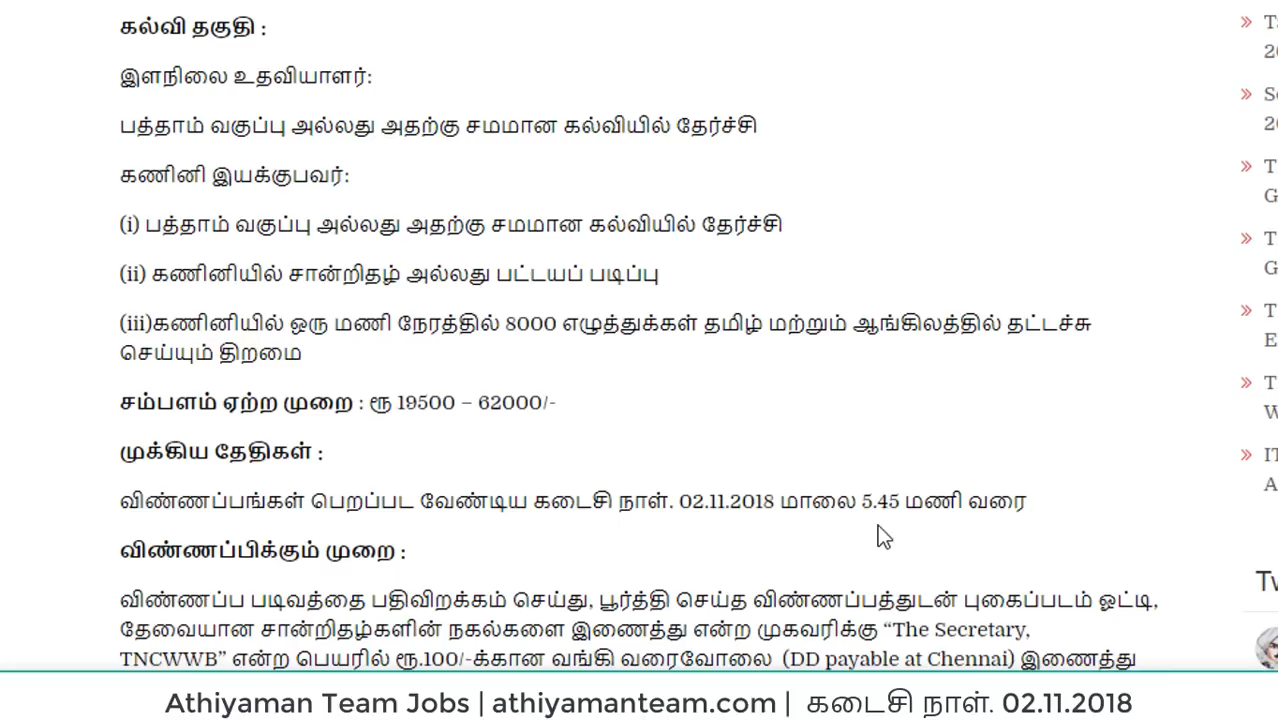 கல்வி தகுதி :
இளநிலை உதவியாளர்:
பத்தாம் வகுப்பு அல்லது அதற்கு சமமான கல்வியில் தேர்ச்சி
கணினி இயக்குபவர்:
(i) பத்தாம் வகுப்பு அல்லது அதற்கு சமமான கல்வியில் தேர்ச்சி
(ii) கணினியில் சான்றிதழ் அல்லது பட்டயப் படிப்பு
(iii)கணினியில் ஒரு மணி நேரத்தில் 8000 எழுத்துக்கள் தமிழ் மற்றும் ஆங்கிலத்தில் தட்டச்சு
செய்யும் திறமை
சம்பளம் ஏற்ற முறை : ரூ 19500 – 62000/-
முக்கிய தேதிகள் :
விண்ணப்பங்கள் பெறப்பட வேண்டிய கடைசி நாள். 02.11.2018 மாலை 5.45 மணி வரை
விண்ணப்பிக்கும் முறை :
விண்ணப்ப படிவத்தை பதிவிறக்கம் செய்து, பூர்த்தி செய்த விண்ணப்பத்துடன் புகைப்படம் ஒட்டி,
தேவையான சான்றிதழ்களின் நகல்களை இணைத்து என்ற முகவரிக்கு “The Secretary,
TNCWWB” என்ற பெயரில் ரூ.100/-க்கான வங்கி வரைவோலை (DD payable at Chennai) இணைத்து
Athiyaman Team Jobs | athiyamanteam.com | கடைசி நாள். 02.11.2018